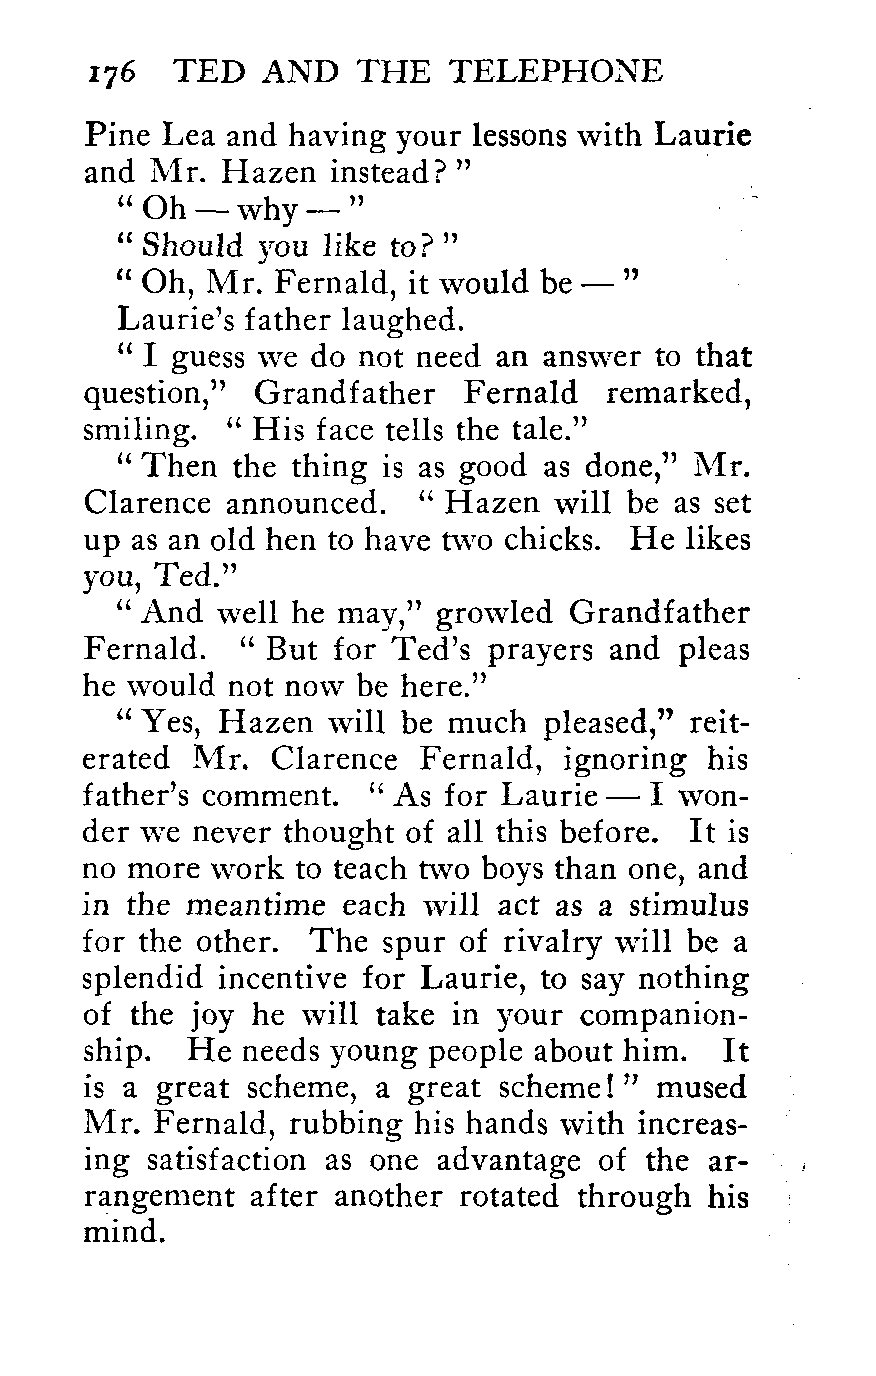 176 TED AND THE TELEPHONE
Pine Lea and having your lessons with Laurie
and Mr. Hazen instead?"
"Oh — why — "
"Should you like to?"
"Oh, Mr. Fernald, it would be — "
Laurie's father laughed.
"I guess we do not need an answer to that
question," Grandfather Fernald remarked,
smiling. "His face tells the tale."
"Then the thing is as good as done," Mr.
Clarence announced. "Hazen will be as set
up as an old hen to have two chicks. He likes
you, Ted."
"And well he may," growled Grandfather
Fernald. "But for Ted's prayers and pleas
he would not now be here."
"Yes, Hazen will be much pleased," reit-
erated Mr. Clarence Fernald, ignoring his
father's comment. "As for Laurie — I won-
der we never thought of all this before. It is
no more work to teach two boys than one, and
in the meantime each will act as a stimulus
for the other. The spur of rivalry will be a
splendid incentive for Laurie, to say nothing
of the joy he will take in your companion-
ship. He needs young people about him. It
is a great scheme, a great scheme!" mused
Mr. Fernald, rubbing his hands with increas-
ing satisfaction as one advantage of the ar-
rangement after another rotated through his
mind.